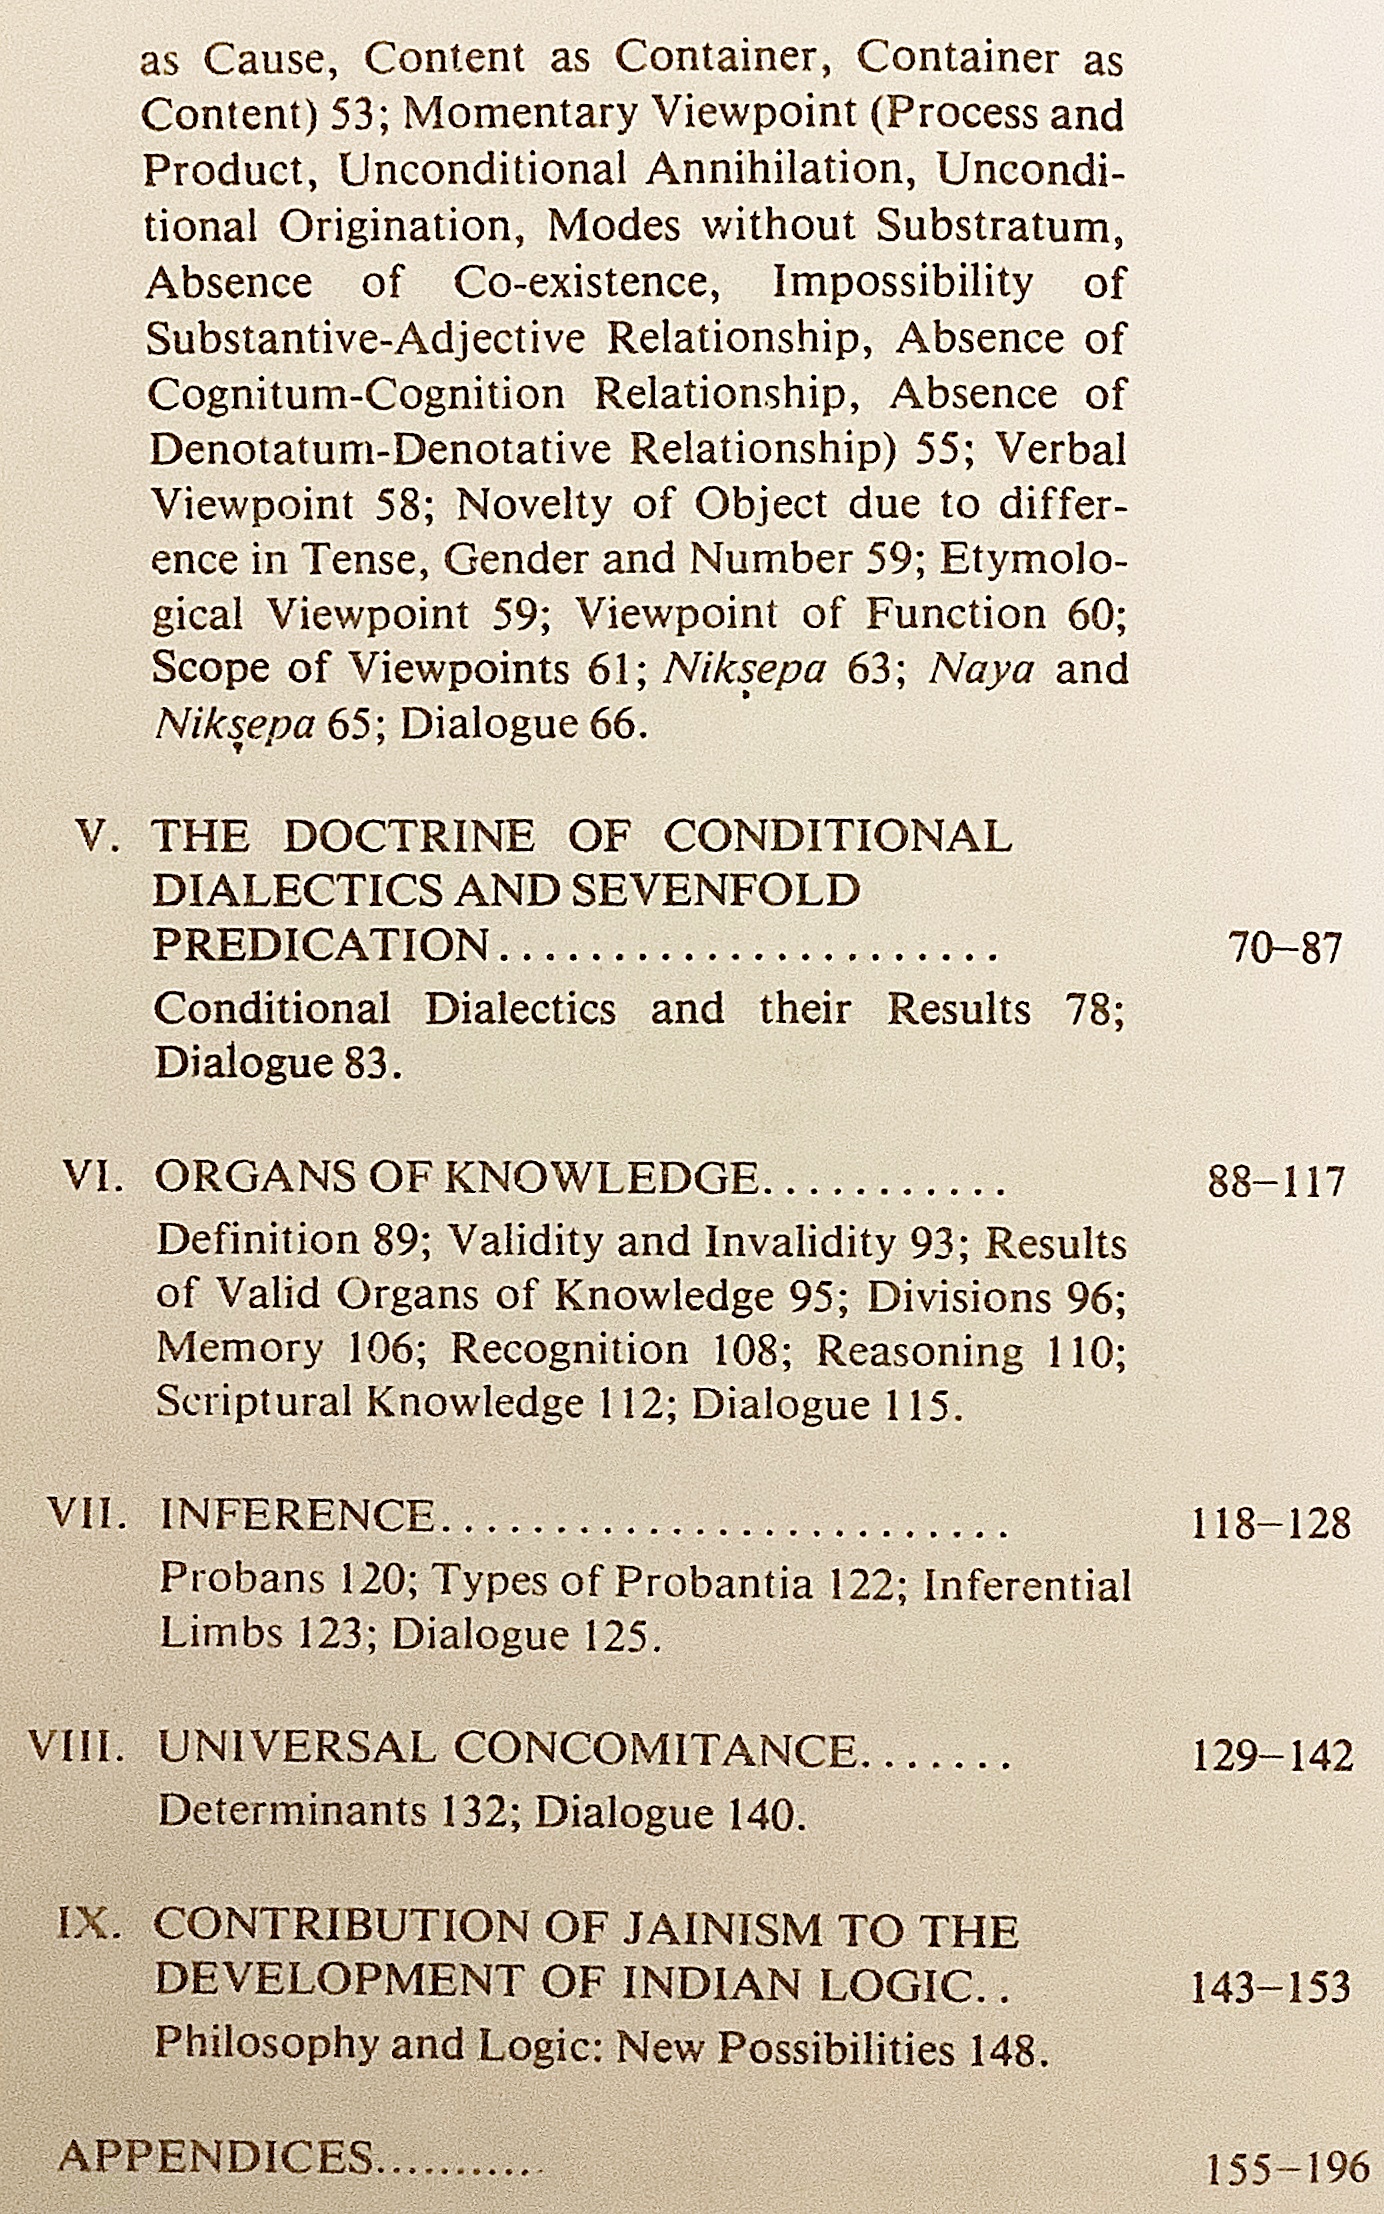 as Cause, Content as Container, Container as
Content) 53; Momentary Viewpoint (Process and
Product, Unconditional Annihilation, Uncondi-
tional Origination, Modes without Substratum,
Absence of Co-existence, Impossibility of
Substantive-Adjective Relationship, Absence of
Cognitum-Cognition Relationship, Absence of
Denotatum-Denotative Relationship) 55; Verbal
Viewpoint 58; Novelty of Object due to differ-
ence in Tense, Gender and Number 59; Etymolo-
gical Viewpoint 59; Viewpoint of Function 60;
Scope of Viewpoints 61; Nikṣepa 63; Naya and
Nikṣepa 65; Dialogue 66.
V. THE DOCTRINE OF CONDITIONAL
DIALECTICS AND SEVENFOLD
PREDICATION...................... 70–87
Conditional Dialectics and their Results 78;
Dialogue 83.
VI. ORGANS OF KNOWLEDGE........... 88–117
Definition 89; Validity and Invalidity 93; Results
of Valid Organs of Knowledge 95; Divisions 96;
Memory 106; Recognition 108; Reasoning 110;
Scriptural Knowledge 112; Dialogue 115.
VII. INFERENCE......................... 118–128
Probans 120; Types of Probantia 122; Inferential
Limbs 123; Dialogue 125.
VIII. UNIVERSAL CONCOMITANCE....... 129–142
Determinants 132; Dialogue 140.
IX. CONTRIBUTION OF JAINISM TO THE
DEVELOPMENT OF INDIAN LOGIC.. 143–153
Philosophy and Logic: New Possibilities 148.
APPENDICES........... 155–196